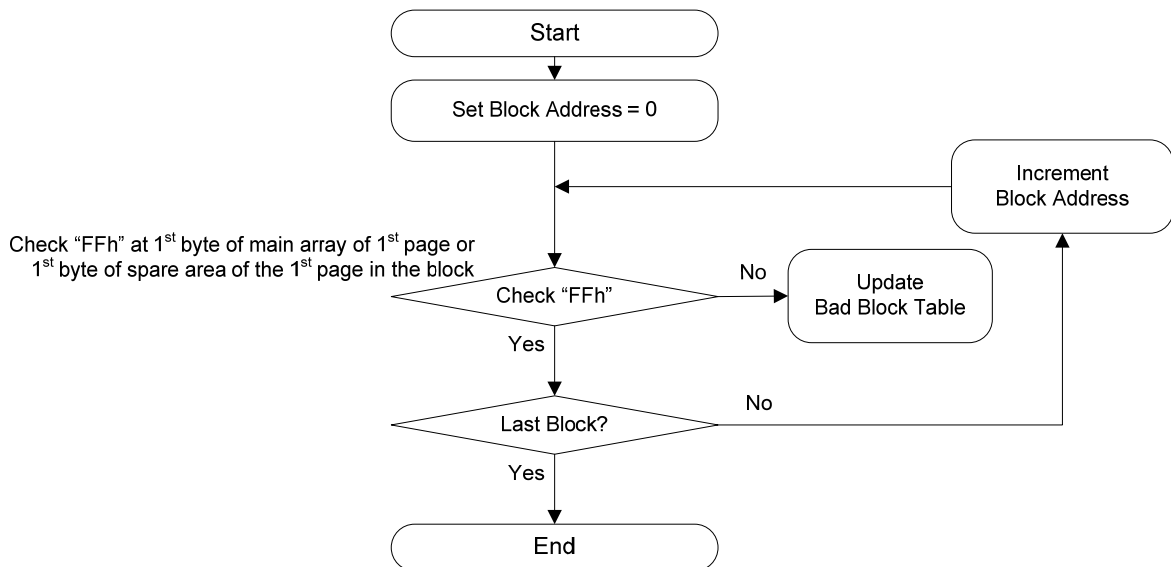 Start
Set Block Address = 0
Increment
Block Address
Check “FFh” at 1st byte of main array of 1st page or
1st byte of spare area of the 1st page in the block
Check “FFh”
No
Update
Bad Block Table
Yes
Last Block?
No
Yes
End